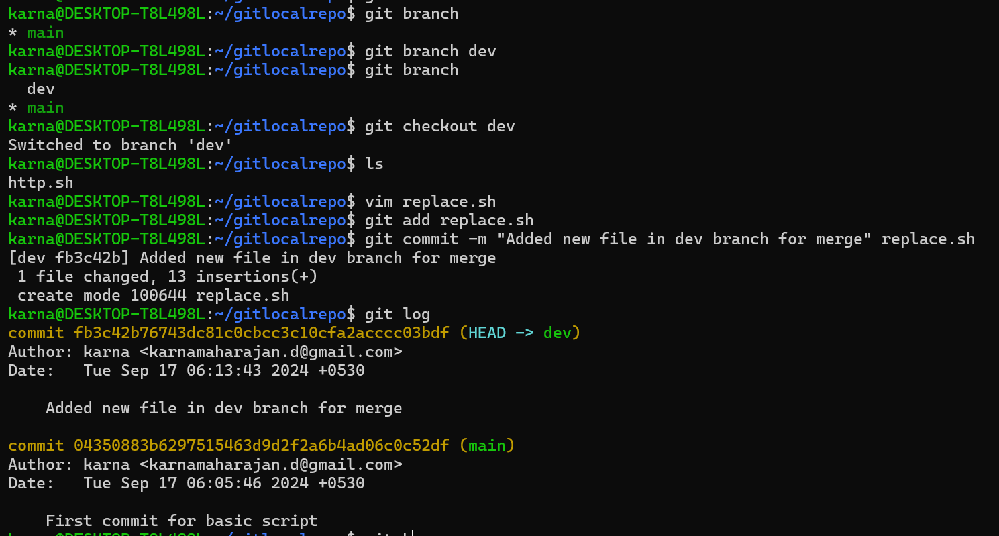 karna@DESKTOP-T8L498L:~/gitlocalrepo$ git branch
* main
karna@DESKTOP-T8L498L:~/gitlocalrepo$ git branch dev
karna@DESKTOP-T8L498L:~/gitlocalrepo$ git branch
  dev
* main
karna@DESKTOP-T8L498L:~/gitlocalrepo$ git checkout dev
Switched to branch 'dev'
karna@DESKTOP-T8L498L:~/gitlocalrepo$ ls
http.sh
karna@DESKTOP-T8L498L:~/gitlocalrepo$ vim replace.sh
karna@DESKTOP-T8L498L:~/gitlocalrepo$ git add replace.sh
karna@DESKTOP-T8L498L:~/gitlocalrepo$ git commit -m "Added new file in dev branch for merge" replace.sh
[dev fb3c42b] Added new file in dev branch for merge
 1 file changed, 13 insertions(+)
 create mode 100644 replace.sh
karna@DESKTOP-T8L498L:~/gitlocalrepo$ git log
commit fb3c42b76743dc81c0cbcc3c10cfa2acccc03bdf (HEAD -> dev)
Author: karna <karnamaharajan.d@gmail.com>
Date:   Tue Sep 17 06:13:43 2024 +0530

    Added new file in dev branch for merge

commit 04350883b6297515463d9d2f2a6b4ad06c0c52df (main)
Author: karna <karnamaharajan.d@gmail.com>
Date:   Tue Sep 17 06:05:46 2024 +0530

    First commit for basic script